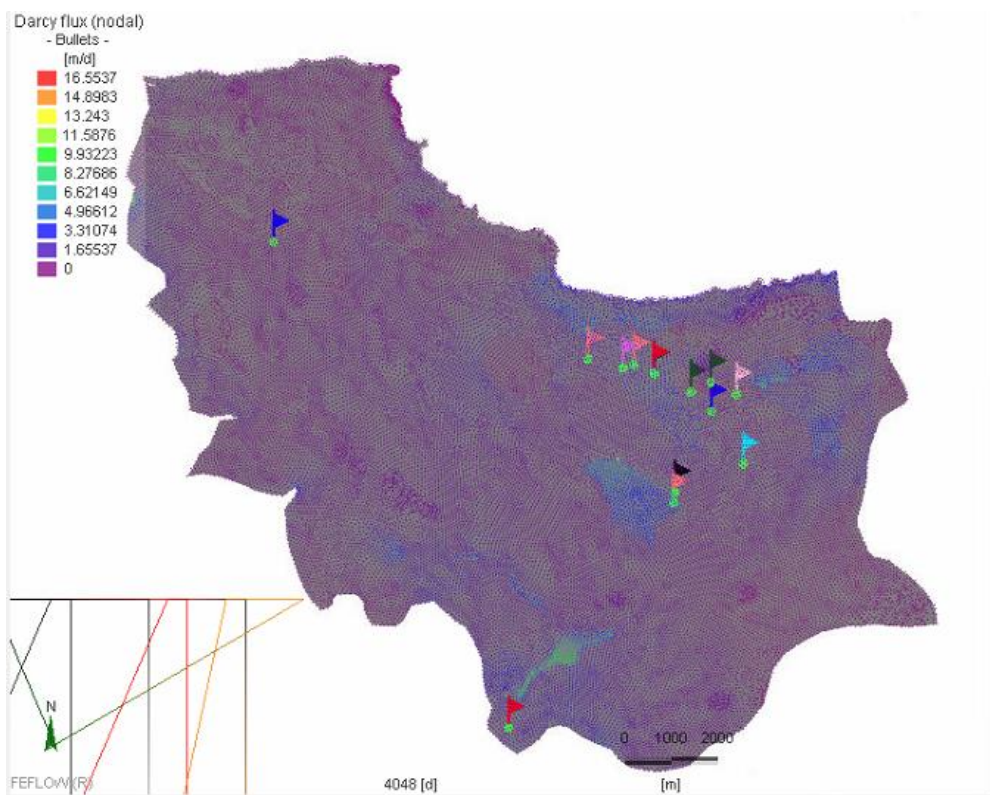 Darcy flux (nodal)
- Bullets -
[m/d]
16.5537
14.8983
13.243
11.5876
9.93223
8.27686
6.62149
4.96612
3.31074
1.65537
0
N
0 1000 2000
FEFLOW (R)
4048 [d]
[m]